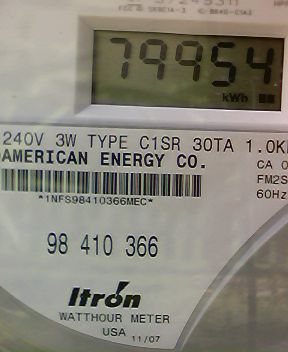 79954
kWh
240V 3W TYPE C1SR 30TA 1.0K
AMERICAN ENERGY CO.
CA 0
FM2S
60Hz
*1NFS98410366MEC*
98 410 366
Itron
WATTHOUR METER
USA 11/07